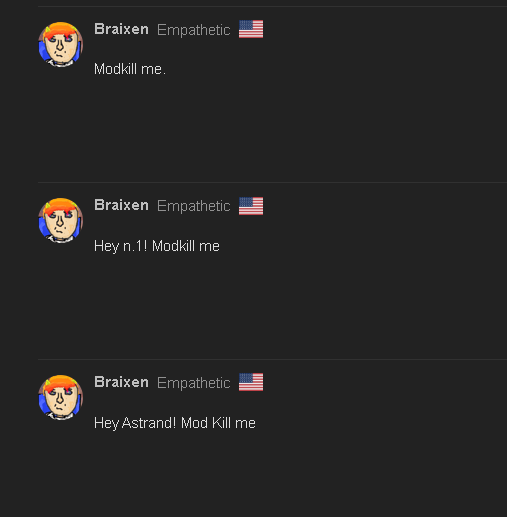 Braixen Empathetic
Modkill me.
Braixen Empathetic
Hey n.1! Modkill me
Braixen Empathetic
Hey Astrand! Mod Kill me